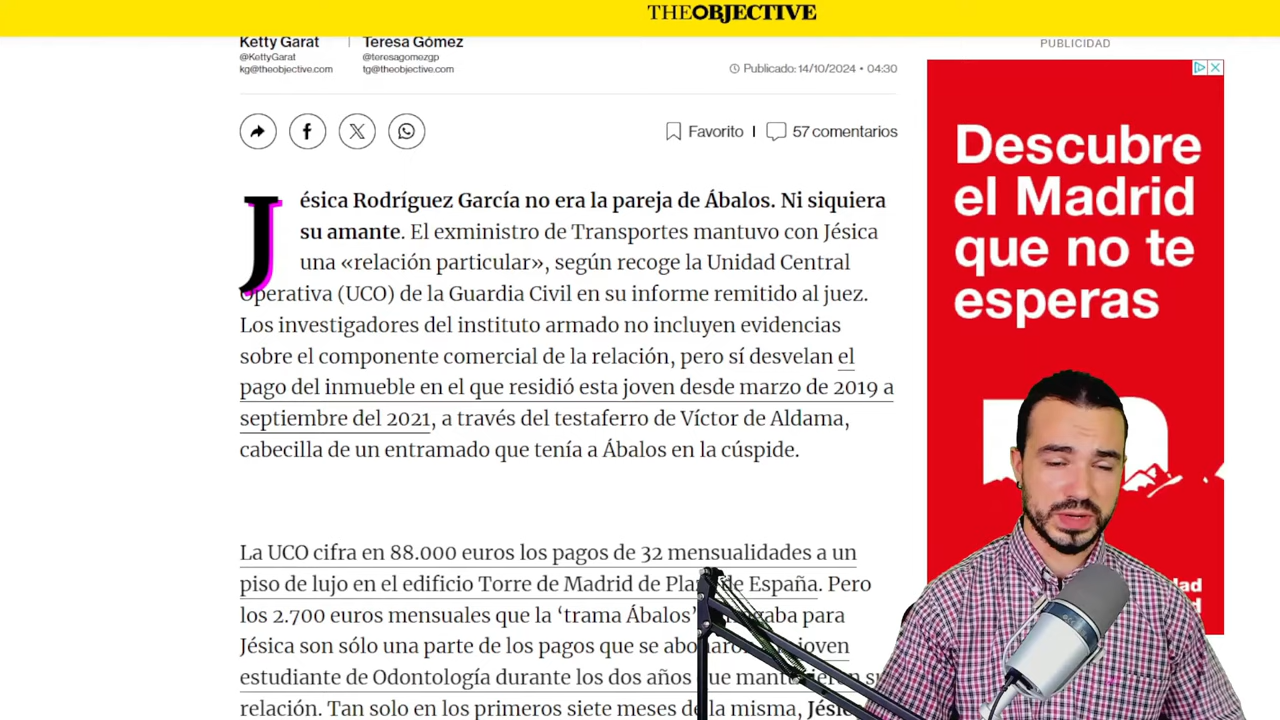 THEOBJECTIVE
Ketty Garat
Teresa Gómez
@KettyGarat
@teresagomezgp
kg@theobjective.com
tg@theobjective.com
Publicado: 14/10/2024 • 04:30
Favorito
57 comentarios
Jésica Rodríguez García no era la pareja de Ábalos. Ni siquiera
su amante. El exministro de Transportes mantuvo con Jésica
una «relación particular», según recoge la Unidad Central
Operativa (UCO) de la Guardia Civil en su informe remitido al juez.
Los investigadores del instituto armado no incluyen evidencias
sobre el componente comercial de la relación, pero sí desvelan el
pago del inmueble en el que residió esta joven desde marzo de 2019 a
septiembre del 2021, a través del testaferro de Víctor de Aldama,
cabecilla de un entramado que tenía a Ábalos en la cúspide.
La UCO cifra en 88.000 euros los pagos de 32 mensualidades a un
piso de lujo en el edificio Torre de Madrid de Plaza de España. Pero
los 2.700 euros mensuales que la ‘trama Ábalos’ para
Jésica son sólo una parte de los pagos que se joven
estudiante de Odontología durante los dos años que su
relación. Tan solo en los primeros siete meses de la misma,
PUBLICIDAD
Descubre
el Madrid
que no te
esperas